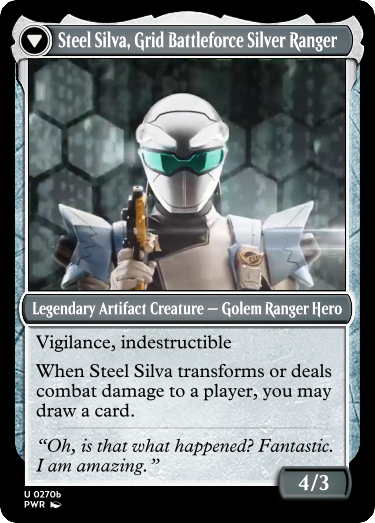 Steel Silva, Grid Battleforce Silver Ranger
Legendary Artifact Creature — Golem Ranger Hero
Vigilance, indestructible
When Steel Silva transforms or deals
combat damage to a player, you may
draw a card.
“Oh, is that what happened? Fantastic.
I am amazing.”
4/3
U 0270b
PWR